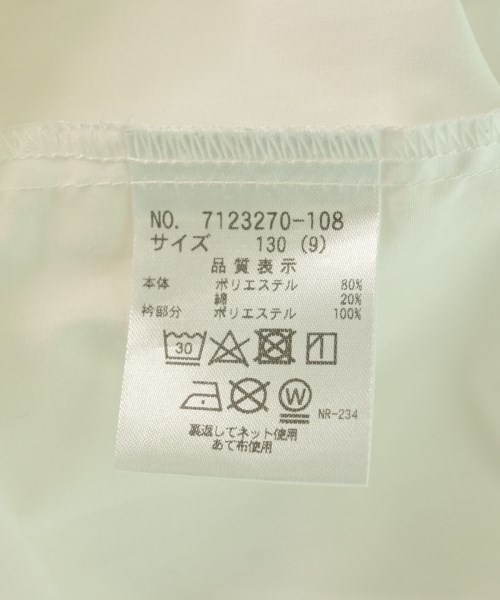 NO. 7123270-108
サイズ 130 (9)
品質表示
本体 ポリエステル 80%
綿 20%
衿部分 ポリエステル 100%
30
W
NR-234
裏返してネット使用
あて布使用